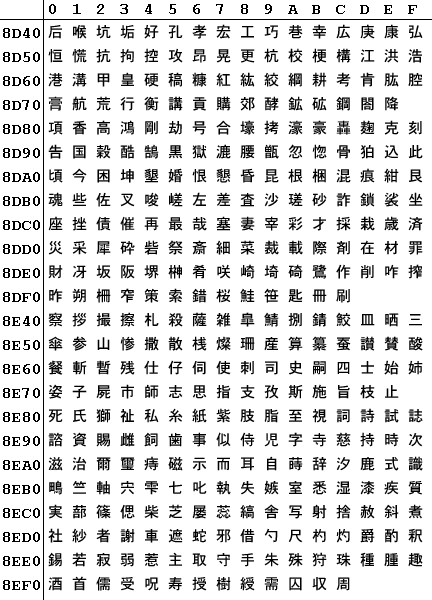 0 1 2 3 4 5 6 7 8 9 A B C D E F
8D40 后 喉 坑 垢 好 孔 孝 宏 工 巧 巷 幸 広 庚 康 弘
8D50 恒 慌 抗 拘 控 攻 昂 晃 更 杭 校 梗 構 江 洪 浩
8D60 港 溝 甲 皇 硬 稿 糠 紅 紘 絞 綱 耕 考 肯 肱 腔
8D70 膏 航 荒 行 衡 講 貢 購 郊 酵 鉱 砿 鋼 閤 降
8D80 項 香 高 鴻 剛 劫 号 合 壕 拷 濠 豪 轟 麹 克 刻
8D90 告 国 穀 酷 鵠 黒 獄 漉 腰 甑 忽 惚 骨 狛 込 此
8DA0 頃 今 困 坤 墾 婚 恨 懇 昏 昆 根 梱 混 痕 紺 艮
8DB0 魂 些 佐 叉 唆 嵯 左 差 査 沙 瑳 砂 詐 鎖 裟 坐
8DC0 座 挫 債 催 再 最 哉 塞 妻 宰 彩 才 採 栽 歳 済
8DD0 災 采 犀 砕 砦 祭 斎 細 菜 裁 載 際 剤 在 材 罪
8DE0 財 冴 坂 阪 堺 榊 肴 咲 崎 埼 碕 鷺 作 削 咋 搾
8DF0 昨 朔 柵 窄 策 索 錯 桜 鮭 笹 匙 冊 刷
8E40 察 拶 撮 擦 札 殺 薩 雑 皐 鯖 捌 錆 鮫 皿 晒 三
8E50 傘 参 山 惨 撒 散 桟 燦 珊 産 算 纂 蚕 讃 賛 酸
8E60 餐 斬 暫 残 仕 仔 伺 使 刺 司 史 嗣 四 士 始 姉
8E70 姿 子 屍 市 師 志 思 指 支 孜 斯 施 旨 枝 止
8E80 死 氏 獅 祉 私 糸 紙 紫 肢 脂 至 視 詞 詩 試 誌
8E90 諮 資 賜 雌 飼 歯 事 似 侍 児 字 寺 慈 持 時 次
8EA0 滋 治 爾 璽 痔 磁 示 而 耳 自 蒔 辞 汐 鹿 式 識
8EB0 鴫 竺 軸 宍 雫 七 叱 執 失 嫉 室 悉 湿 漆 疾 質
8EC0 実 蔀 篠 偲 柴 芝 屡 蕊 縞 舎 写 射 捨 赦 斜 煮
8ED0 社 紗 者 謝 車 遮 蛇 邪 借 勺 尺 杓 灼 爵 酌 釈
8EE0 錫 若 寂 弱 惹 主 取 守 手 朱 殊 狩 珠 種 腫 趣
8EF0 酒 首 儒 受 呪 寿 授 樹 綬 需 囚 収 周